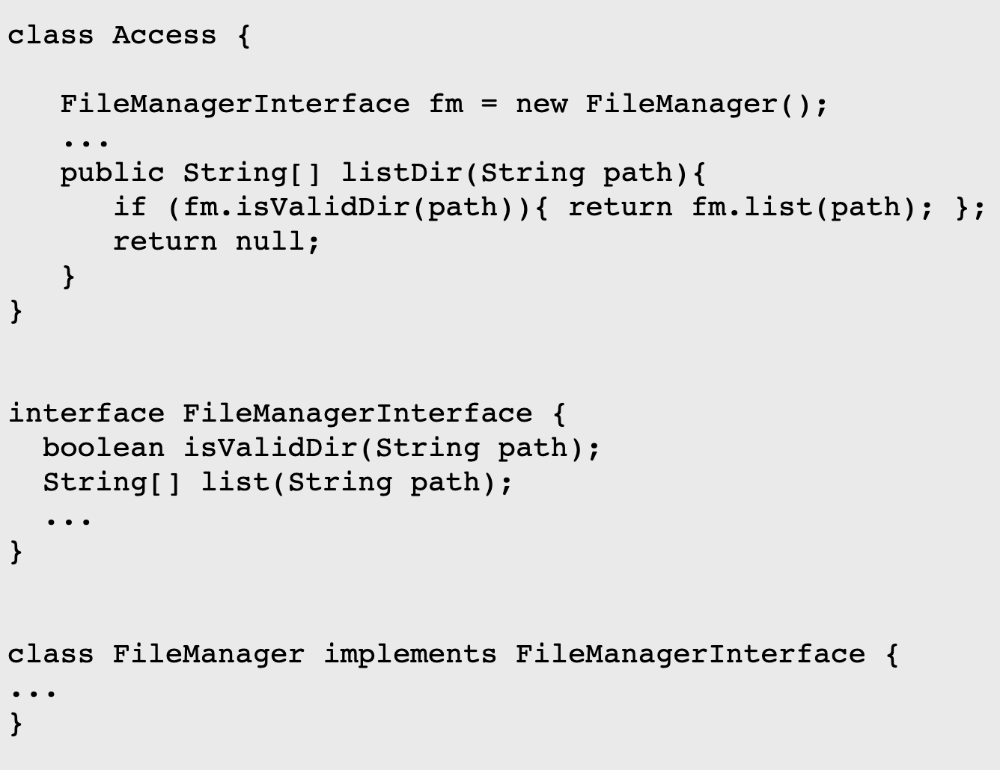 class Access {
FileManagerInterface fm = new FileManager();
...
public String[] listDir(String path){
if (fm.isValidDir(path)){ return fm.list(path); };
return null;
}
}
interface FileManagerInterface {
boolean isValidDir(String path);
String[] list(String path);
...
}
class FileManager implements FileManagerInterface {
...
}